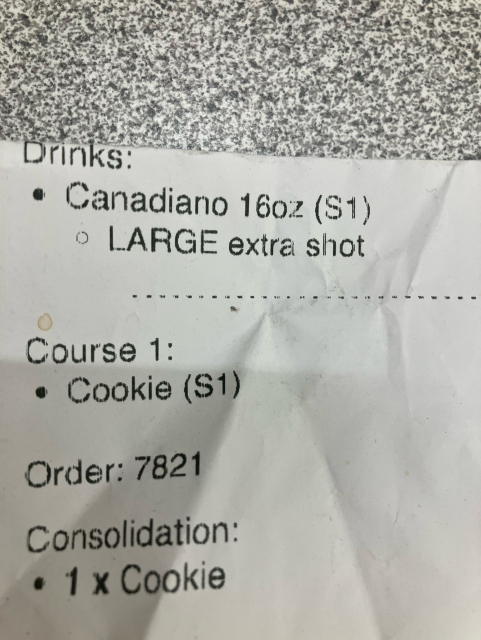 Drinks:
• Canadiano 16oz (S1)
○ LARGE extra shot
Course 1:
• Cookie (S1)
Order: 7821
Consolidation:
• 1 x Cookie